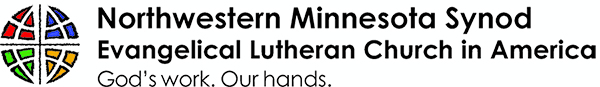 Northwestern Minnesota Synod
Evangelical Lutheran Church in America
God's work. Our hands.